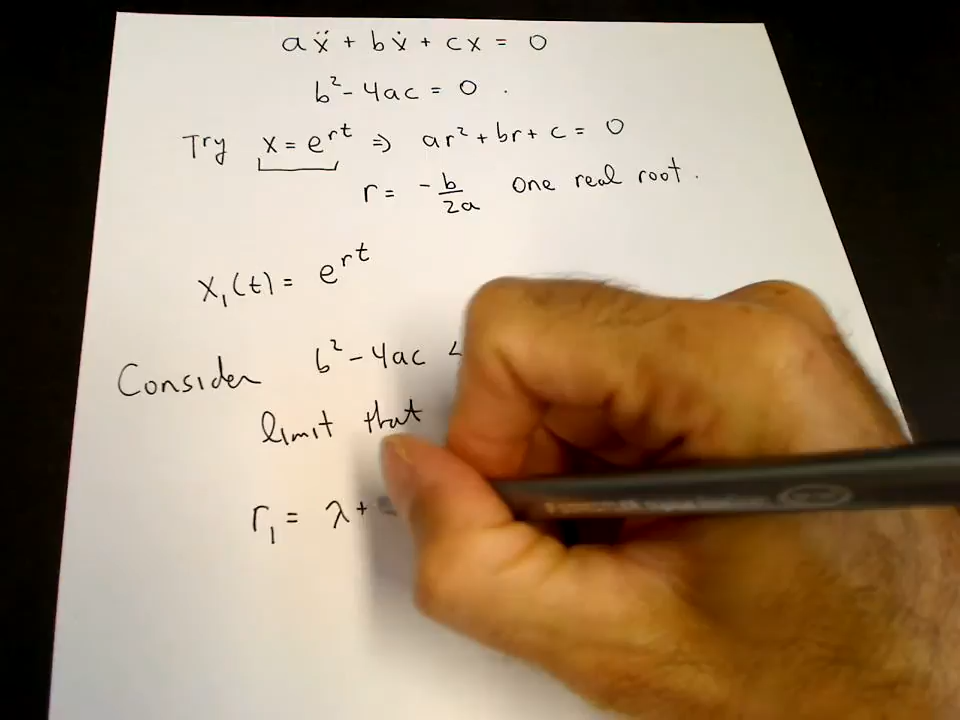 aẍ + bẋ + cx = 0
b² - 4ac = 0 .
Try x = e^{rt} ⇒ ar² + br + c = 0
r = -b/2a One real root.
x₁(t) = e^{rt}
Consider b² - 4ac <
limit that
r₁ = λ +